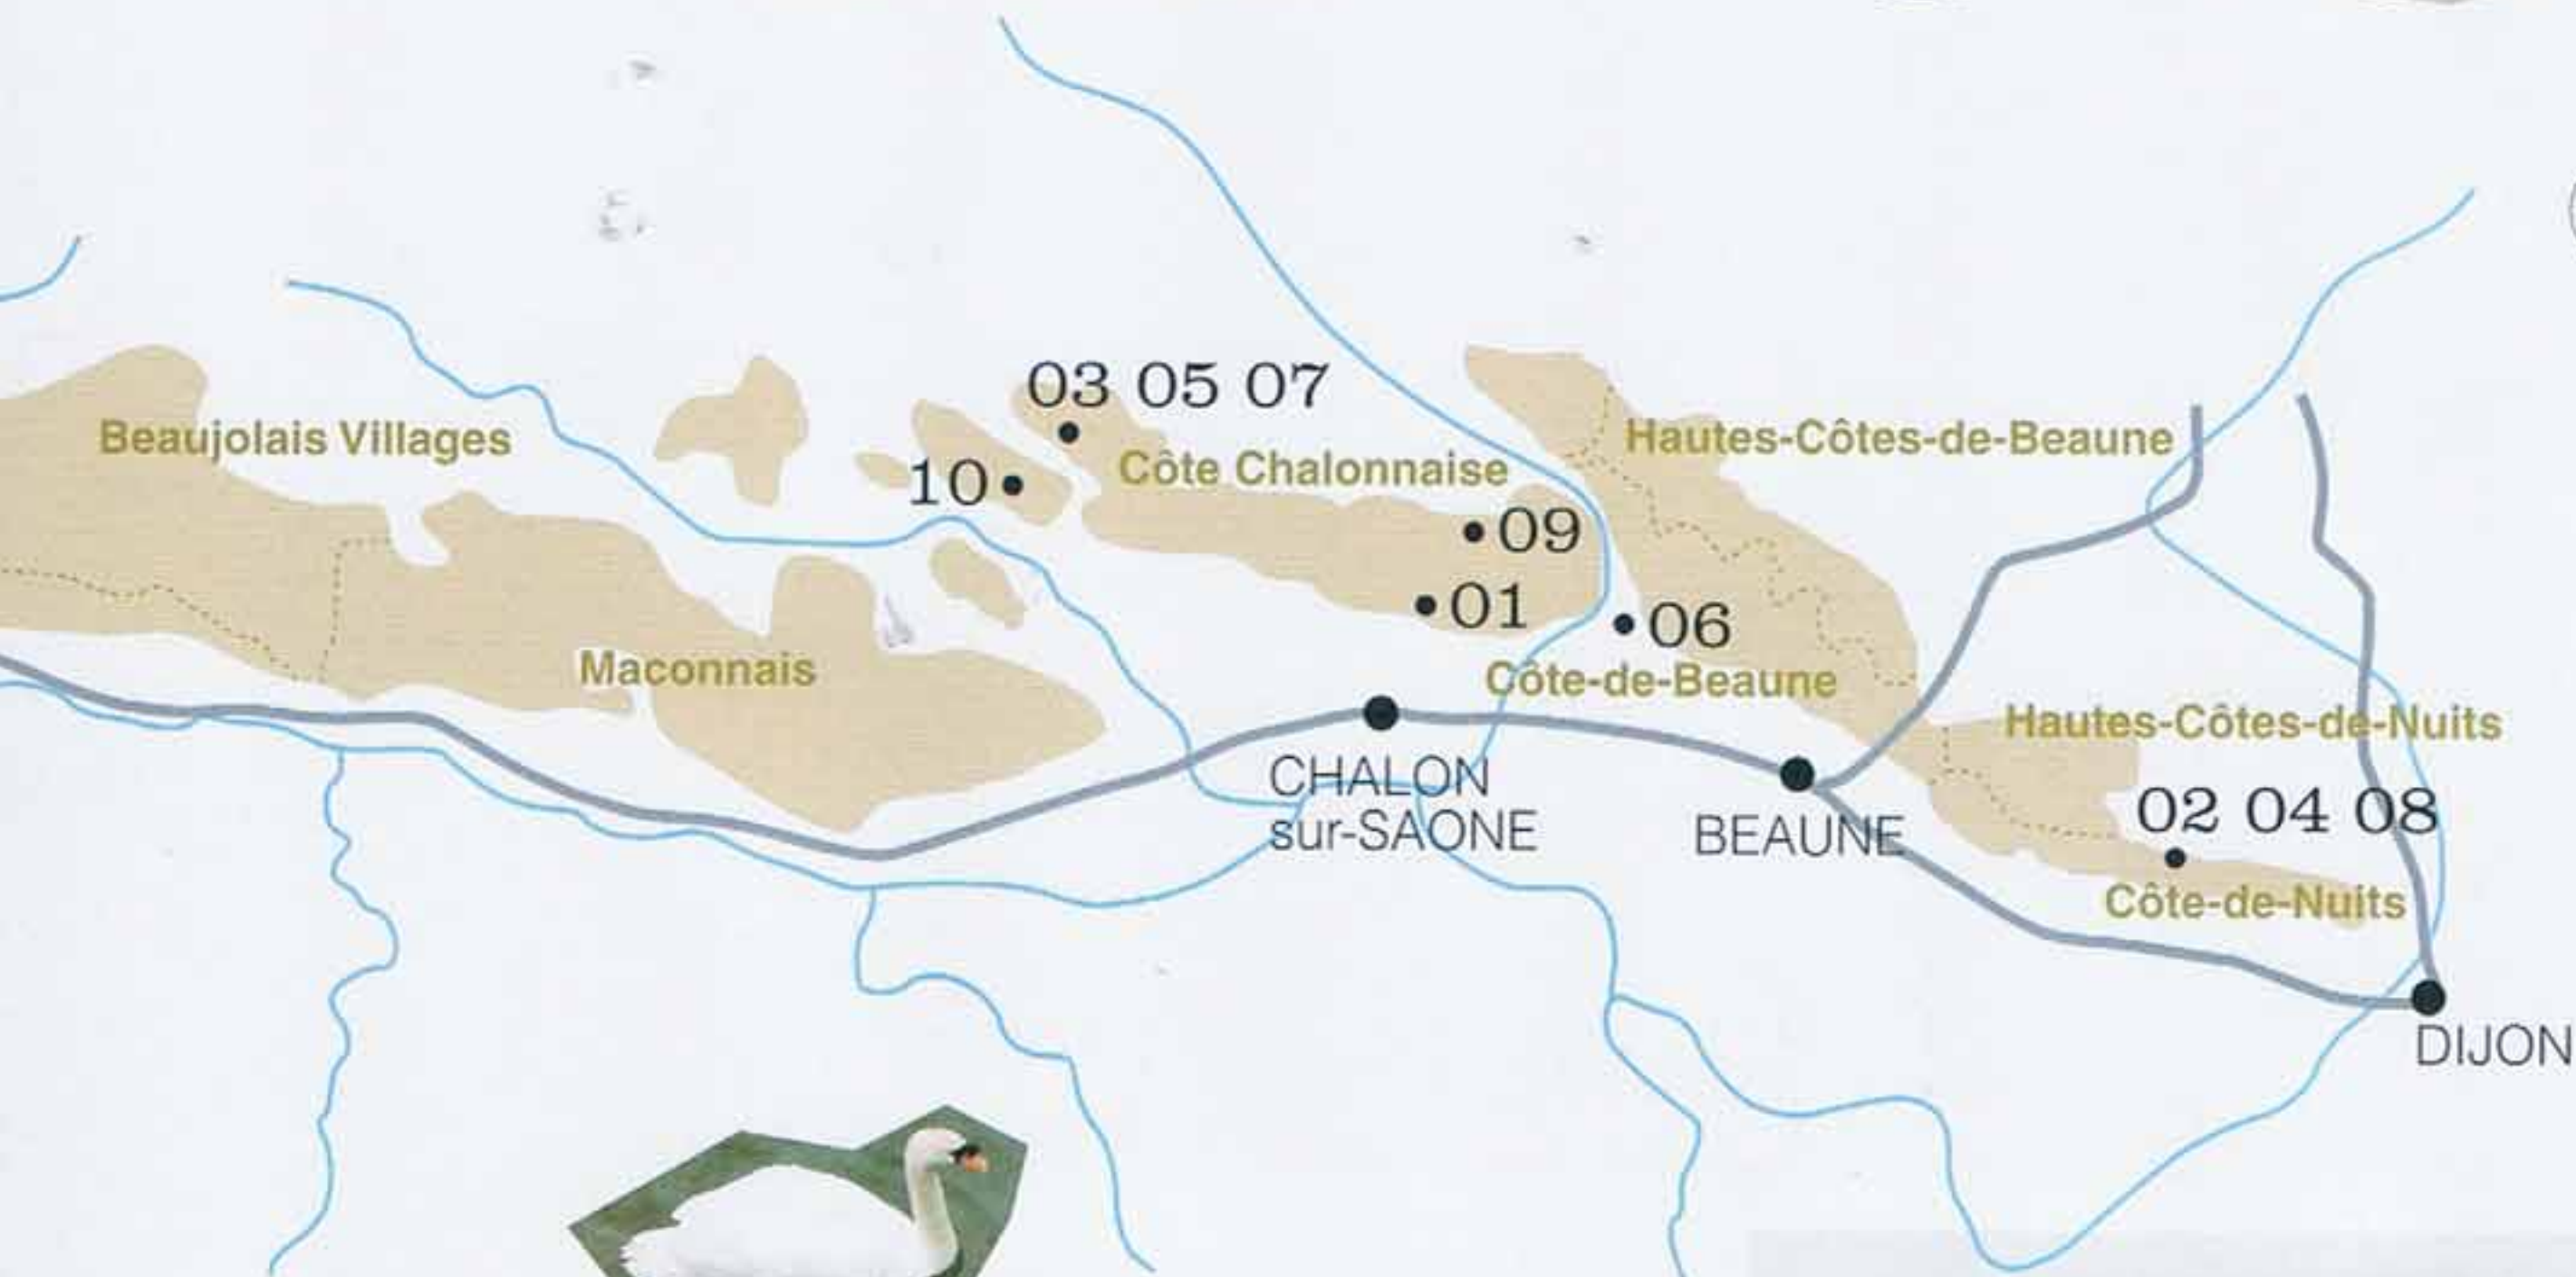 03 05 07
Beaujolais Villages
Hautes-Côtes-de-Beaune
Côte Chalonnaise
10
09
01
06
Maconnais
Côte-de-Beaune
Hautes-Côtes-de-Nuits
CHALON
sur-SAONE
BEAUNE
02 04 08
Côte-de-Nuits
DIJON